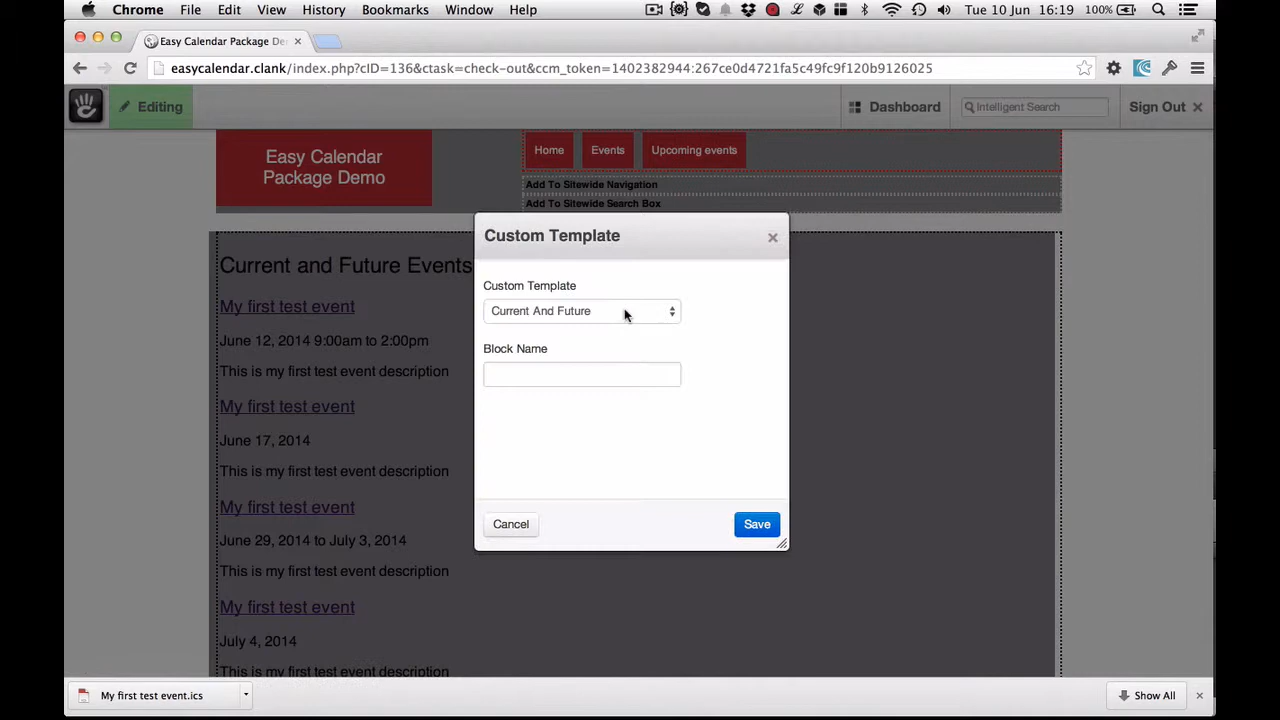 Chrome File Edit View History Bookmarks Window Help Tue 10 Jun 16:19 100%
Easy Calendar Package De
easycalendar.clank/index.php?cID=136&ctask=check-out&ccm_token=1402382944:267ce0d4721fa5c49fc9f120b9126025
Editing Dashboard Intelligent Search Sign Out
Easy Calendar
Package Demo
Home Events Upcoming events
Add To Sitewide Navigation
Add To Sitewide Search Box
Custom Template
Custom Template
Current And Future
Block Name
Cancel Save
Current and Future Events
My first test event
June 12, 2014 9:00am to 2:00pm
This is my first test event description
My first test event
June 17, 2014
This is my first test event description
My first test event
June 29, 2014 to July 3, 2014
This is my first test event description
My first test event
July 4, 2014
This is my first test event description
My first test event.ics Show All